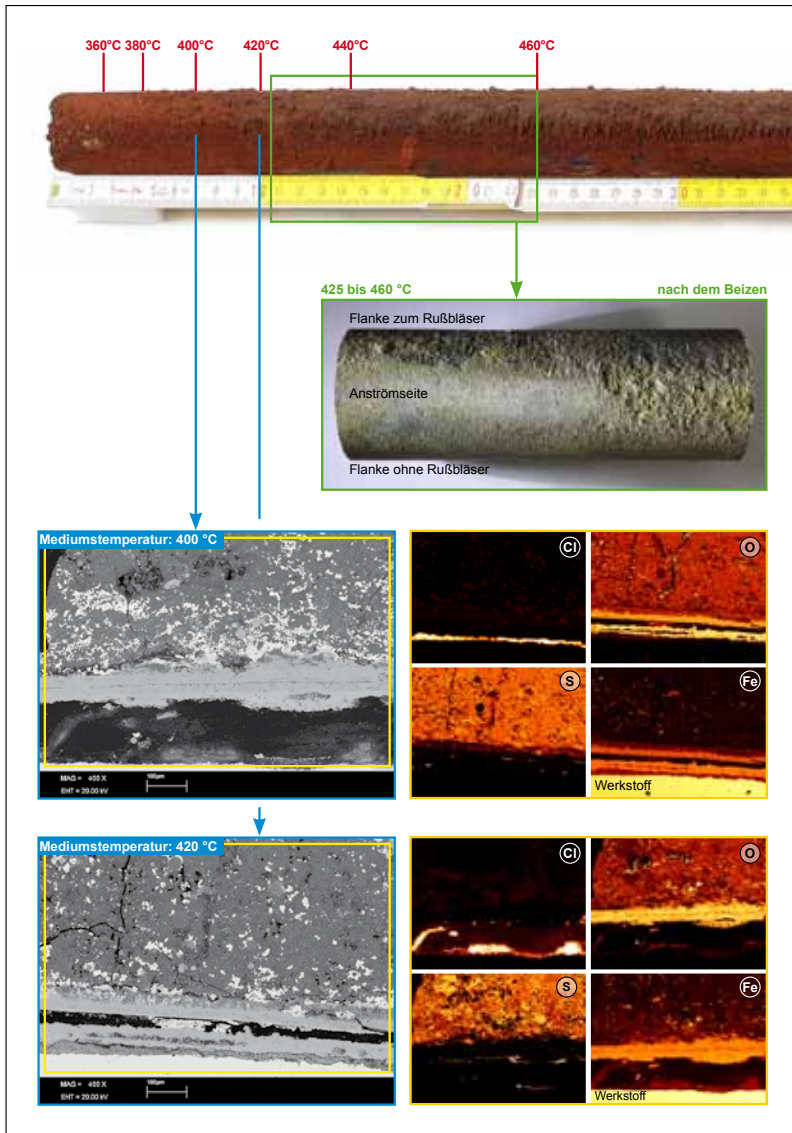 360°C 380°C 400°C 420°C 440°C 460°C
425 bis 460 °C nach dem Beizen
Flanke zum Rußbläser
Anströmseite
Flanke ohne Rußbläser
Mediumstemperatur: 400 °C
Cl
O
S
Fe
Werkstoff
MAG = 400 X 100µm
EHT = 20.00 kV
Mediumstemperatur: 420 °C
Cl
O
S
Fe
Werkstoff
MAG = 400 X 100µm
EHT = 20.00 kV